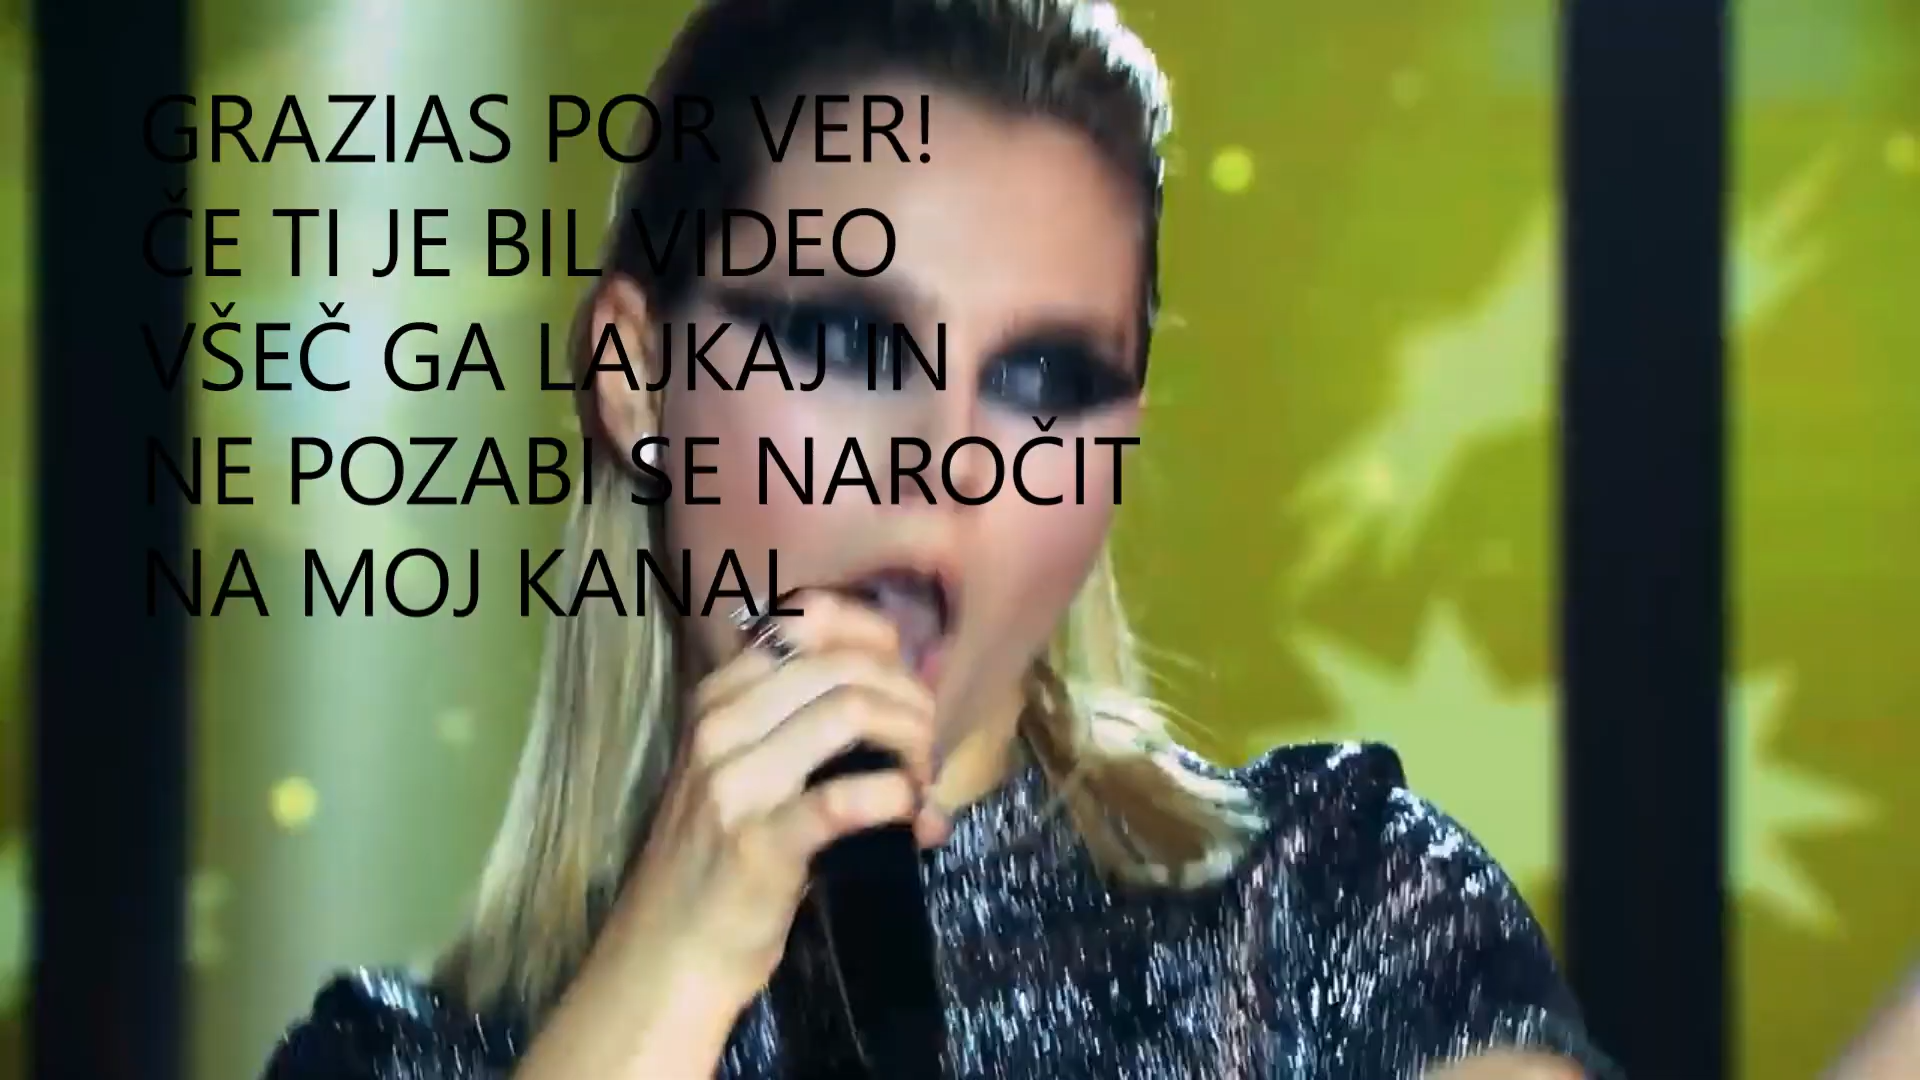 GRAZIAS POR VER!
ČE TI JE BIL VIDEO
VŠEČ GA LAJKAJ IN
NE POZABI SE NAROČIT
NA MOJ KANAL